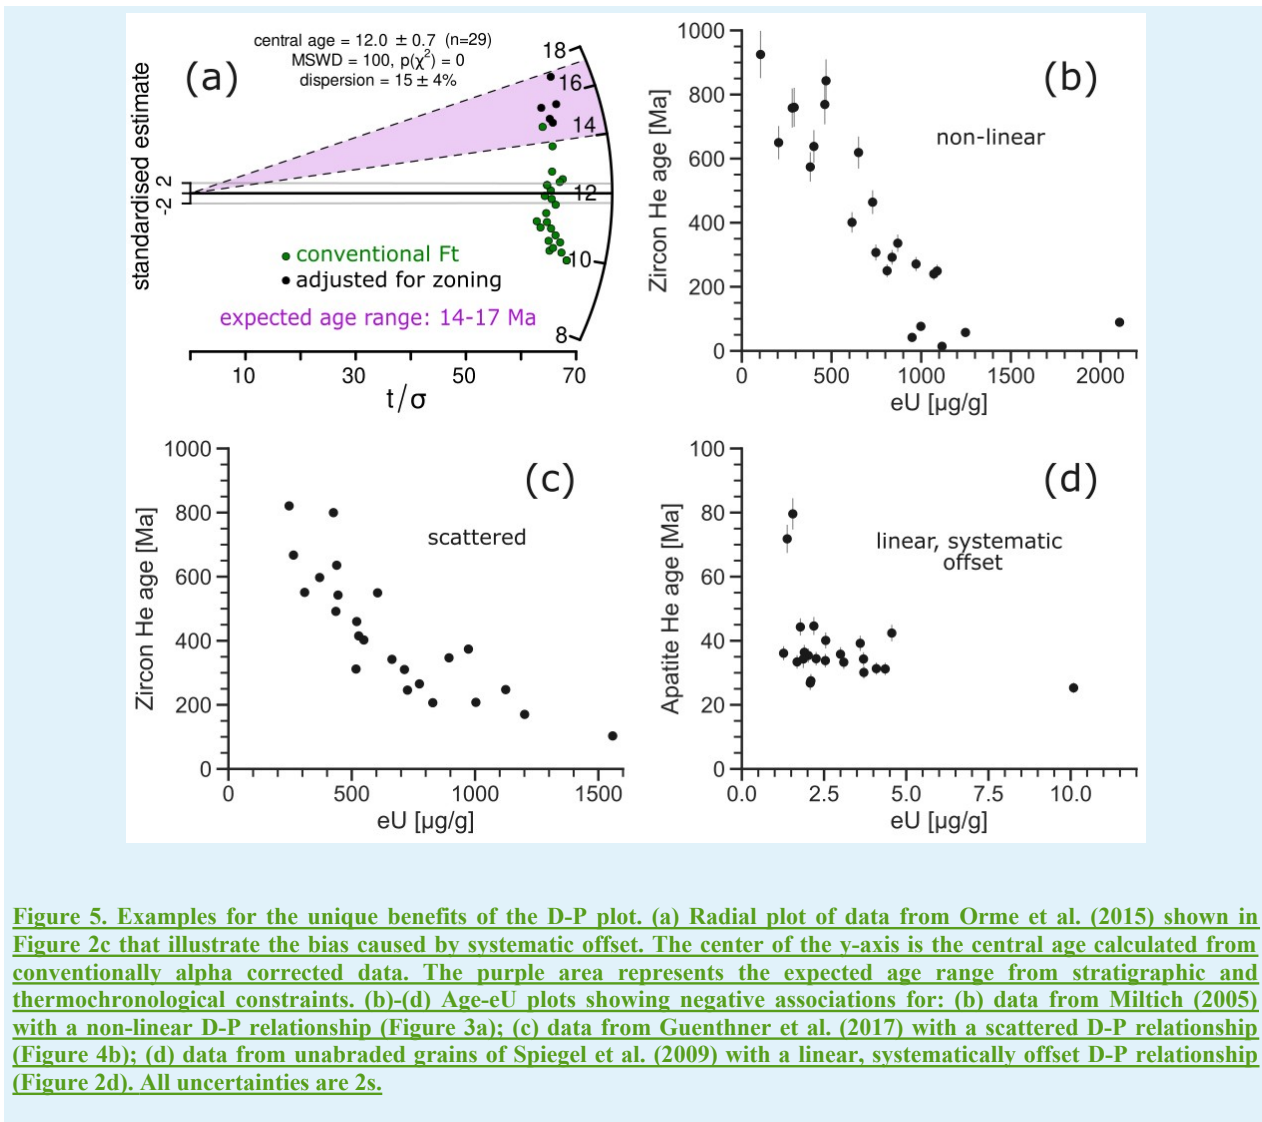 central age = 12.0 ± 0.7 (n=29)
MSWD = 100, p(χ²) = 0
dispersion = 15 ± 4%
(a)
standardised estimate
2
-2
18
16
14
12
10
8
conventional Ft
adjusted for zoning
expected age range: 14-17 Ma
10
30
50
70
t/σ
(b)
non-linear
Zircon He age [Ma]
1000
800
600
400
200
0
0
500
1000
1500
2000
eU [µg/g]
(c)
scattered
Zircon He age [Ma]
1000
800
600
400
200
0
0
500
1000
1500
eU [µg/g]
(d)
linear, systematic
offset
Apatite He age [Ma]
100
80
60
40
20
0
0.0
2.5
5.0
7.5
10.0
eU [µg/g]
Figure 5. Examples for the unique benefits of the D-P plot. (a) Radial plot of data from Orme et al. (2015) shown in
Figure 2c that illustrate the bias caused by systematic offset. The center of the y-axis is the central age calculated from
conventionally alpha corrected data. The purple area represents the expected age range from stratigraphic and
thermochronological constraints. (b)-(d) Age-eU plots showing negative associations for: (b) data from Miltich (2005)
with a non-linear D-P relationship (Figure 3a); (c) data from Guenthner et al. (2017) with a scattered D-P relationship
(Figure 4b); (d) data from unabraded grains of Spiegel et al. (2009) with a linear, systematically offset D-P relationship
(Figure 2d). All uncertainties are 2s.